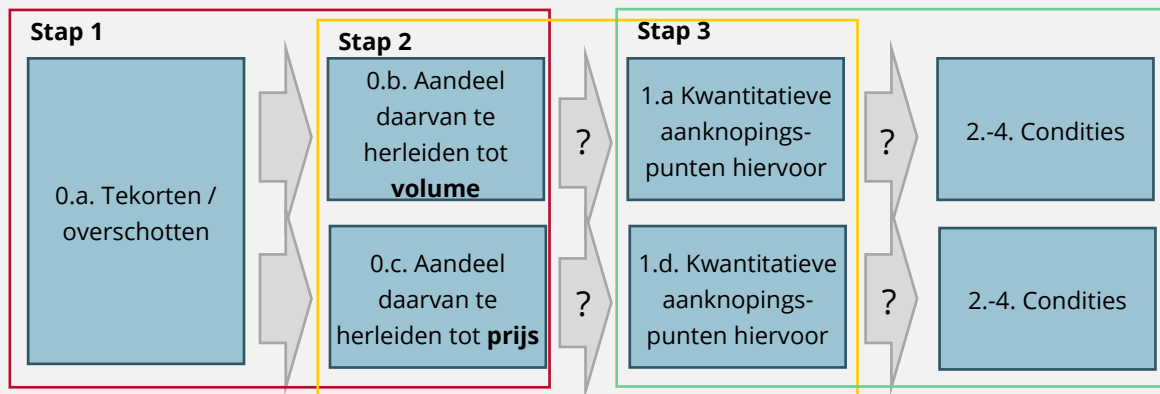 Stap 1
Stap 2
Stap 3
0.a. Tekorten /
overschotten
0.b. Aandeel
daarvan te
herleiden tot
volume
?
1.a Kwantitatieve
aanknopings-
punten hiervoor
?
2.-4. Condities
0.c. Aandeel
daarvan te
herleiden tot prijs
?
1.d. Kwantitatieve
aanknopings-
punten hiervoor
?
2.-4. Condities